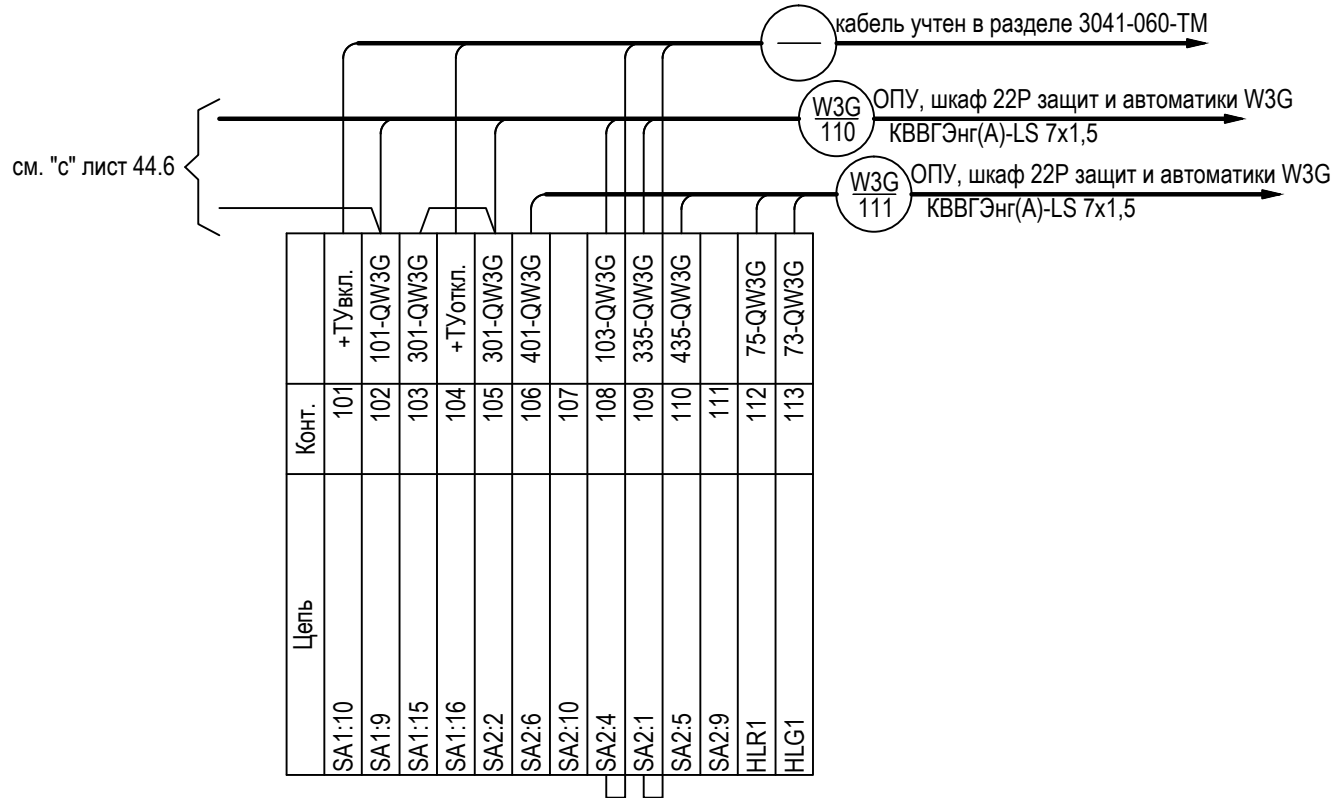 кабель учтен в разделе 3041-060-ТМ
W3G
110
ОПУ, шкаф 22Р защит и автоматики W3G
КВВГЭнг(А)-LS 7х1,5
см. "с" лист 44.6
W3G
111
ОПУ, шкаф 22Р защит и автоматики W3G
КВВГЭнг(А)-LS 7х1,5
Цепь Конт.
SA1:10 101 +ТУвкл.
SA1:9 102 101-QW3G
SA1:15 103 301-QW3G
SA1:16 104 +ТУоткл.
SA2:2 105 301-QW3G
SA2:6 106 401-QW3G
SA2:10 107
SA2:4 108 103-QW3G
SA2:1 109 335-QW3G
SA2:5 110 435-QW3G
SA2:9 111
HLR1 112 75-QW3G
HLG1 113 73-QW3G